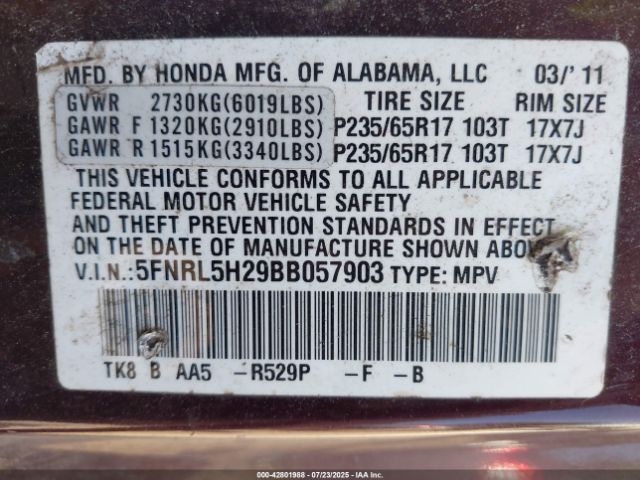 MFD. BY HONDA MFG. OF ALABAMA, LLC 03/'11
GVWR 2730KG(6019LBS) TIRE SIZE RIM SIZE
GAWR F 1320KG(2910LBS) P235/65R17 103T 17X7J
GAWR R 1515KG(3340LBS) P235/65R17 103T 17X7J
THIS VEHICLE CONFORMS TO ALL APPLICABLE
FEDERAL MOTOR VEHICLE SAFETY
AND THEFT PREVENTION STANDARDS IN EFFECT
ON THE DATE OF MANUFACTURE SHOWN ABOVE.
V.I.N.:5FNRL5H29BB057903 TYPE: MPV
TK8 B AA5 -R529P -F -B
000-42801988 07/23/2025 - IAAI.COM